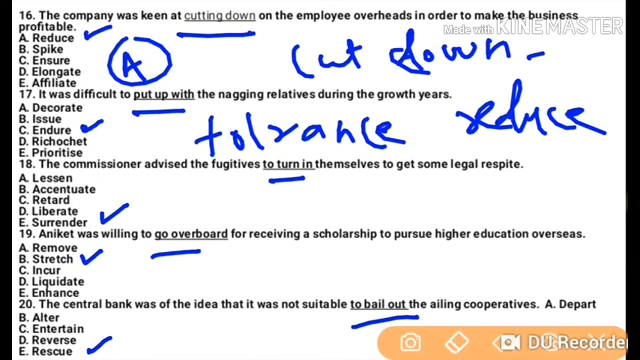 16. The company was keen at cutting down on the employee overheads in order to make the business
profitable.
Made with KINEMASTER
A. Reduce
B. Spike
C. Ensure
D. Elongate
E. Affiliate
A
cut down
17. It was difficult to put up with the nagging relatives during the growth years.
A. Decorate
B. Issue
C. Endure
D. Richochet
E. Prioritise
tolrance reduce
18. The commissioner advised the fugitives to turn in themselves to get some legal respite.
A. Lessen
B. Accentuate
C. Retard
D. Liberate
E. Surrender
19. Aniket was willing to go overboard for receiving a scholarship to pursue higher education overseas.
A. Remove
B. Stretch
C. Incur
D. Liquidate
E. Enhance
20. The central bank was of the idea that it was not suitable to bail out the ailing cooperatives. A. Depart
B. Alter
C. Entertain
D. Reverse
E. Rescue
DU Recorder